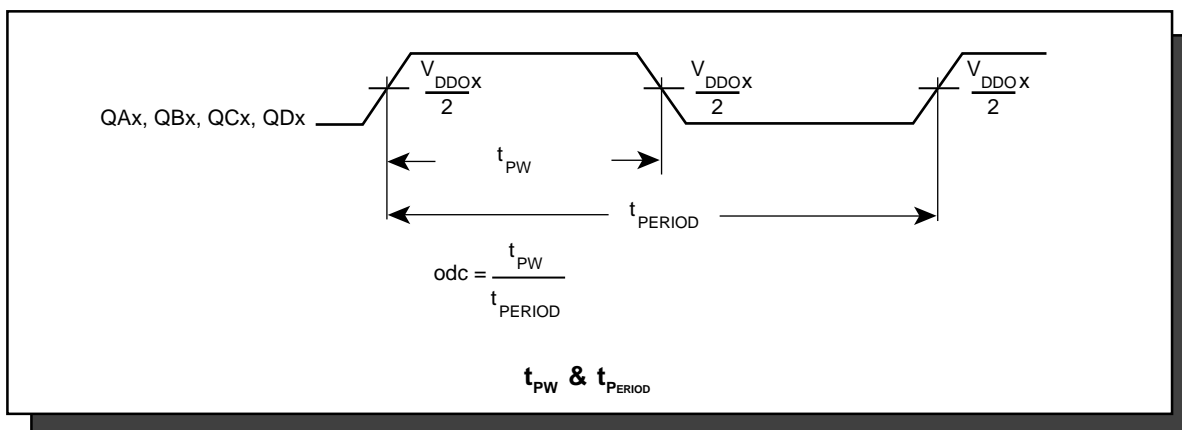 VDDOx
2
VDDOx
2
VDDOx
2
QAx, QBx, QCx, QDx
tPW
tPERIOD
odc = tPW
tPERIOD
tPW & tPERIOD